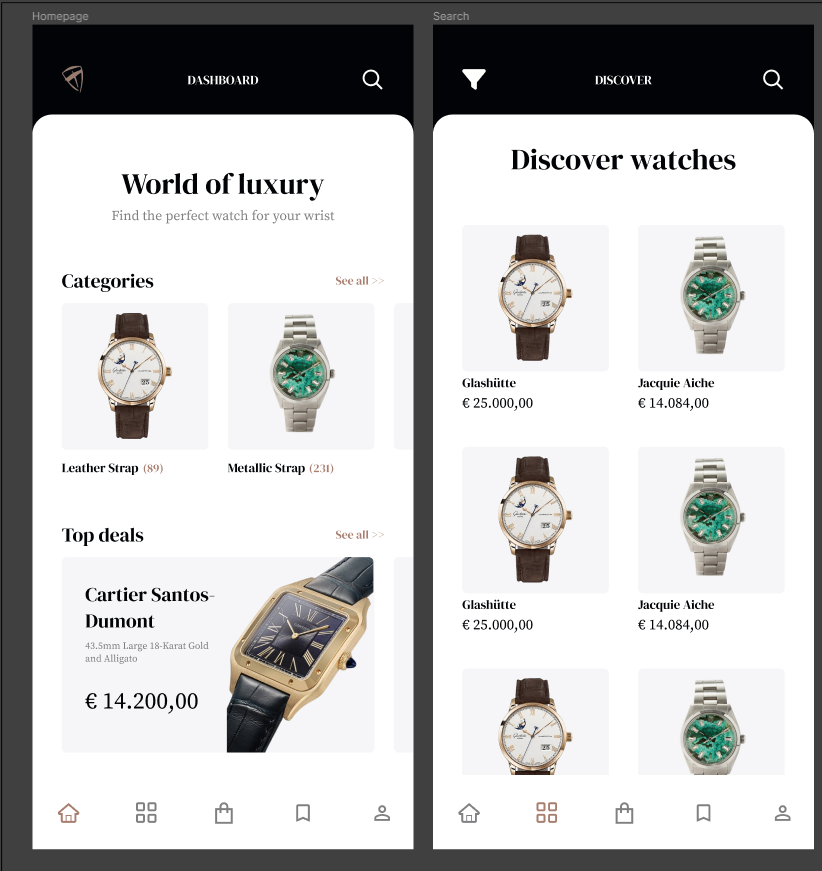 Homepage
DASHBOARD
World of luxury
Find the perfect watch for your wrist
Categories
See all >>
Leather Strap (89)
Metallic Strap (231)
Top deals
See all >>
Cartier Santos-
Dumont
43.5mm Large 18-Karat Gold
and Alligato
€ 14.200,00
Search
DISCOVER
Discover watches
Glashütte
€ 25.000,00
Jacquie Aiche
€ 14.084,00
Glashütte
€ 25.000,00
Jacquie Aiche
€ 14.084,00